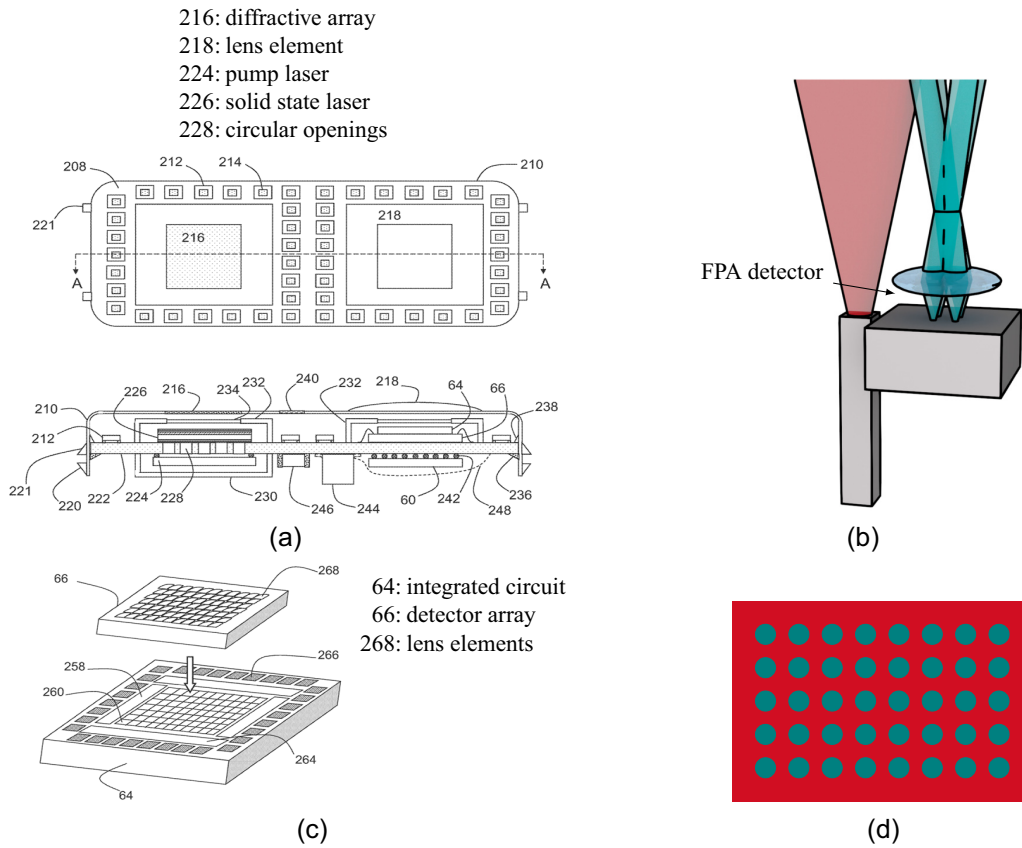 216: diffractive array
218: lens element
224: pump laser
226: solid state laser
228: circular openings
208
212
214
210
221
216
218
A
A
FPA detector
226
216
234
232
240
232
218
64
66
238
210
212
221
220
222
224
228
230
246
244
60
242
248
236
(a)
(b)
66
268
64: integrated circuit
66: detector array
268: lens elements
258
260
266
264
64
(c)
(d)